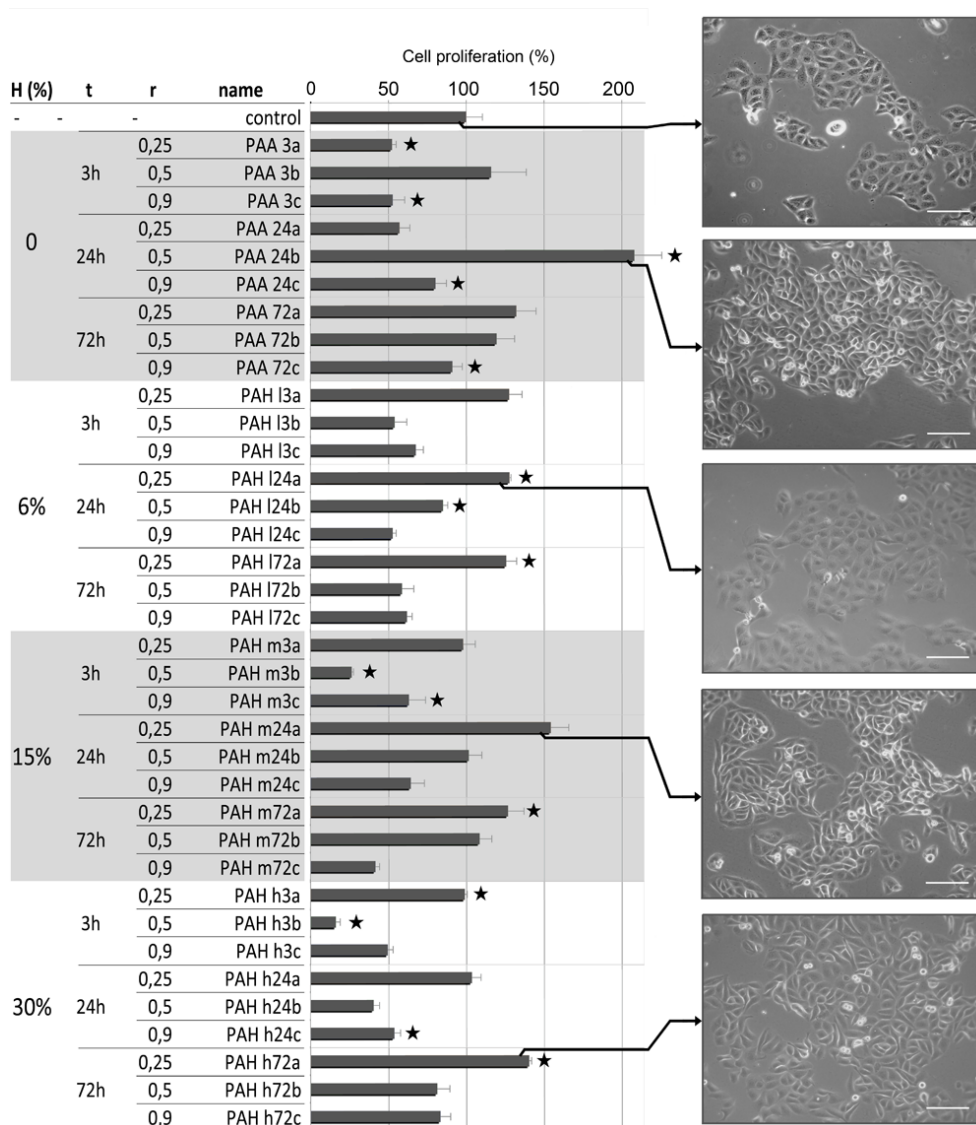 Cell proliferation (%)
H (%) t r name 0 50 100 150 200
- - - control
0,25 PAA 3a ★
3h 0,5 PAA 3b
0,9 PAA 3c ★
0,25 PAA 24a
0 24h 0,5 PAA 24b ★
0,9 PAA 24c ★
0,25 PAA 72a
72h 0,5 PAA 72b
0,9 PAA 72c ★
0,25 PAH l3a
3h 0,5 PAH l3b
0,9 PAH l3c
0,25 PAH l24a ★
6% 24h 0,5 PAH l24b ★
0,9 PAH l24c
0,25 PAH l72a ★
72h 0,5 PAH l72b
0,9 PAH l72c
0,25 PAH m3a
3h 0,5 PAH m3b ★
0,9 PAH m3c ★
0,25 PAH m24a
15% 24h 0,5 PAH m24b
0,9 PAH m24c
0,25 PAH m72a ★
72h 0,5 PAH m72b
0,9 PAH m72c
0,25 PAH h3a ★
3h 0,5 PAH h3b ★
0,9 PAH h3c
0,25 PAH h24a
30% 24h 0,5 PAH h24b
0,9 PAH h24c ★
0,25 PAH h72a ★
72h 0,5 PAH h72b
0,9 PAH h72c